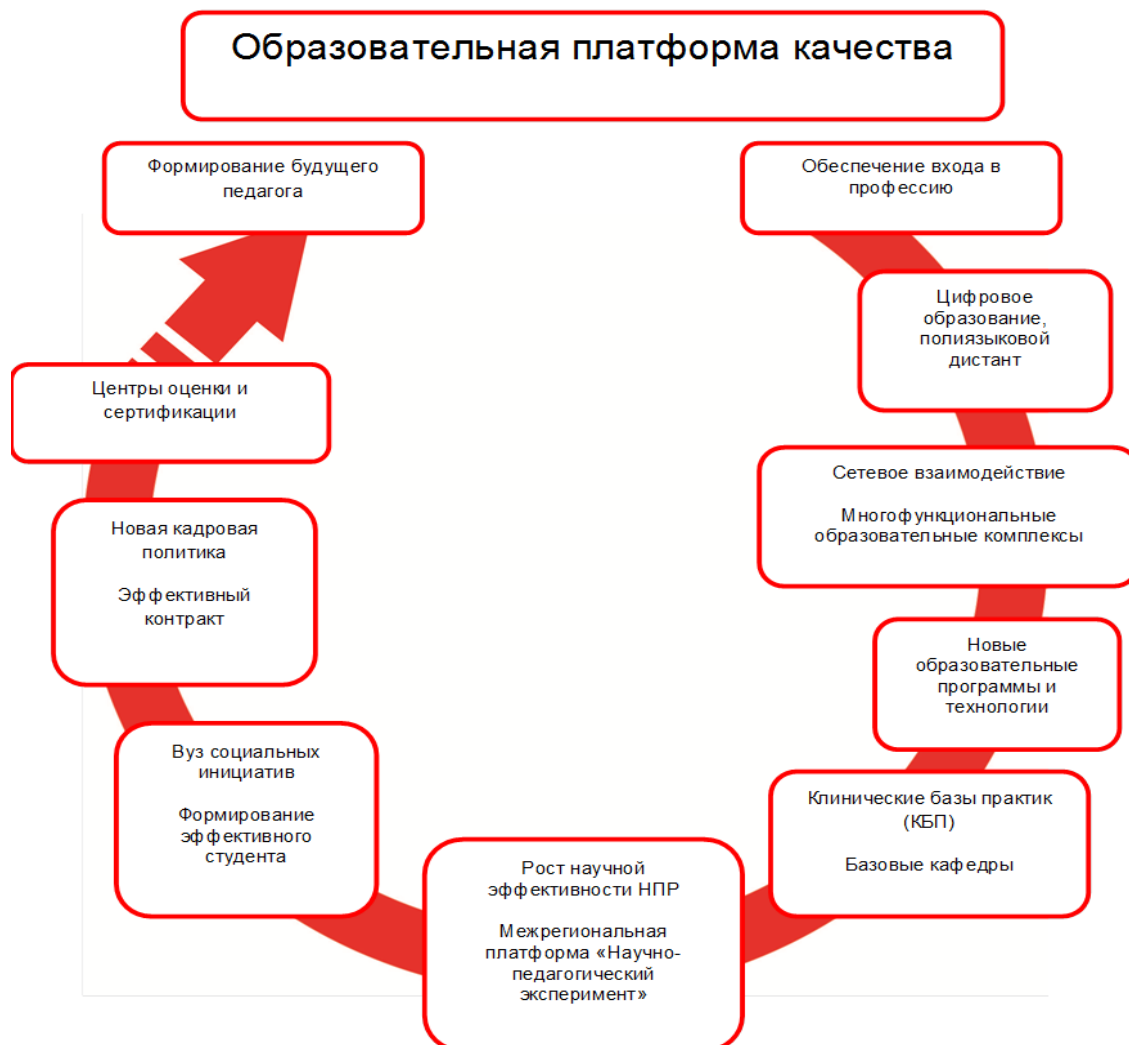 Образовательная платформа качества
Обеспечение входа в
профессию
Цифровое
образование,
полиязыковой
дистант
Сетевое взаимодействие
Многофункциональные
образовательные комплексы
Новые
образовательные
программы и
технологии
Клинические базы практик
(КБП)
Базовые кафедры
Рост научной
эффективности НПР
Межрегиональная
платформа «Научно-
педагогический
эксперимент»
Вуз социальных
инициатив
Формирование
эффективного
студента
Новая кадровая
политика
Эффективный
контракт
Центры оценки и
сертификации
Формирование будущего
педагога